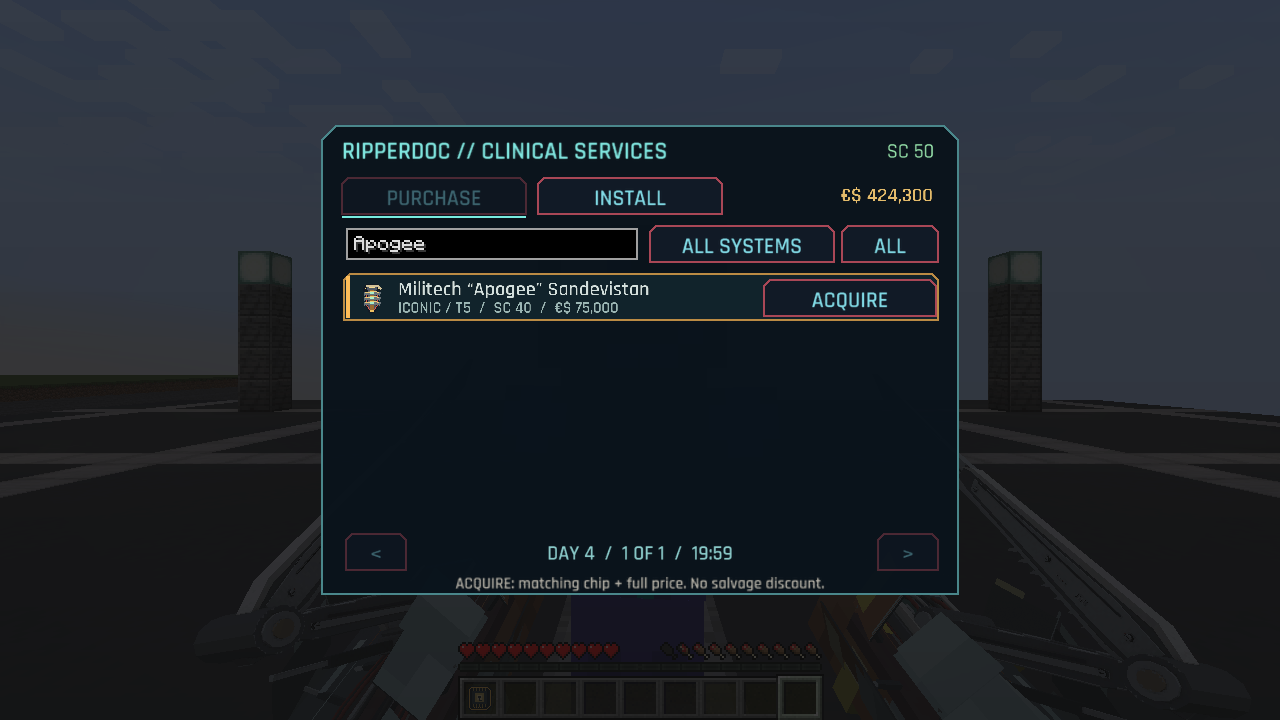 RIPPERDOC // CLINICAL SERVICES
SC 50
PURCHASE
INSTALL
€$ 424,300
Apogee
ALL SYSTEMS
ALL
Militech “Apogee” Sandevistan
ICONIC / T5 / SC 40 / €$ 75,000
ACQUIRE
<
DAY 4 / 1 OF 1 / 19:59
>
ACQUIRE: matching chip + full price. No salvage discount.